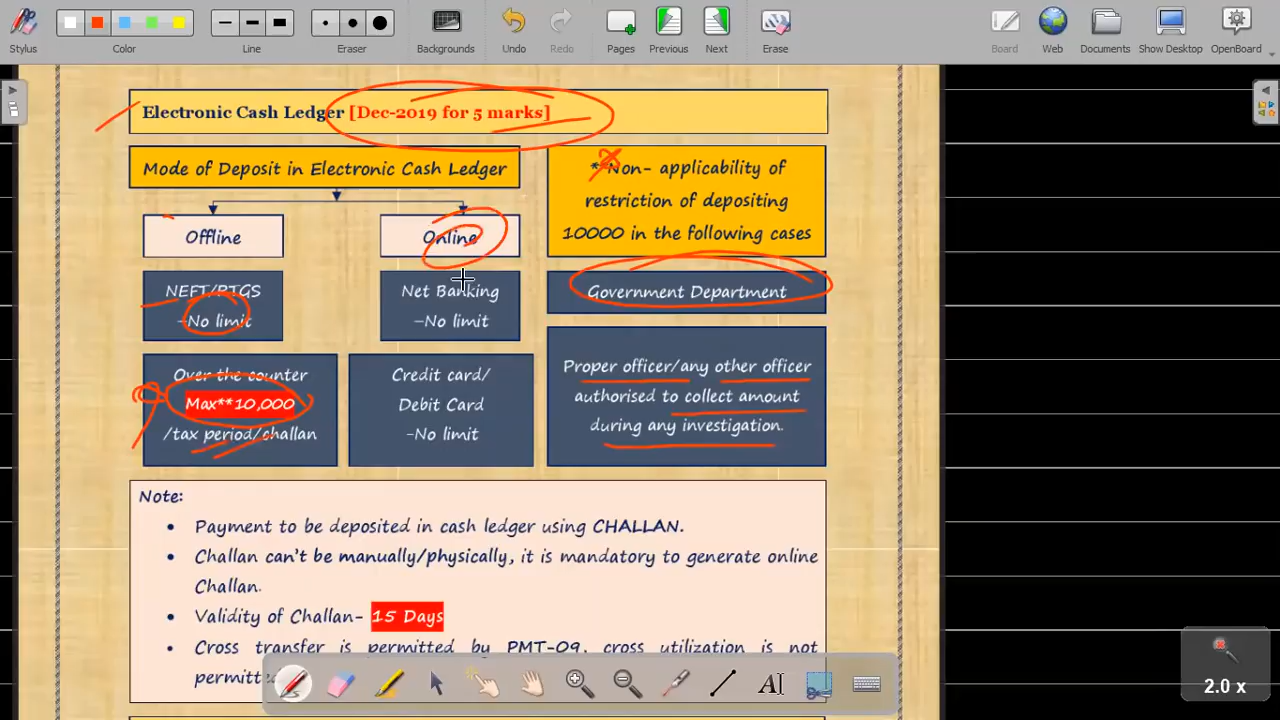 Stylus
Color
Line
Eraser
Backgrounds
Undo
Redo
Pages
Previous
Next
Erase
Board
Web
Documents
Show Desktop
OpenBoard
Electronic Cash Ledger [Dec-2019 for 5 marks]
Mode of Deposit in Electronic Cash Ledger
Offline
Online
NEFT/RTGS
-No limit
Net Banking
-No limit
Over the counter
Max**10,000
/tax period/challan
Credit card/
Debit Card
-No limit
**Non- applicability of
restriction of depositing
10000 in the following cases
Government Department
Proper officer/any other officer
authorised to collect amount
during any investigation.
Note:
• Payment to be deposited in cash ledger using CHALLAN.
• Challan can't be manually/physically, it is mandatory to generate online
Challan.
• Validity of Challan- 15 Days
• Cross transfer is permitted by PMT-09, cross utilization is not
2.0 x